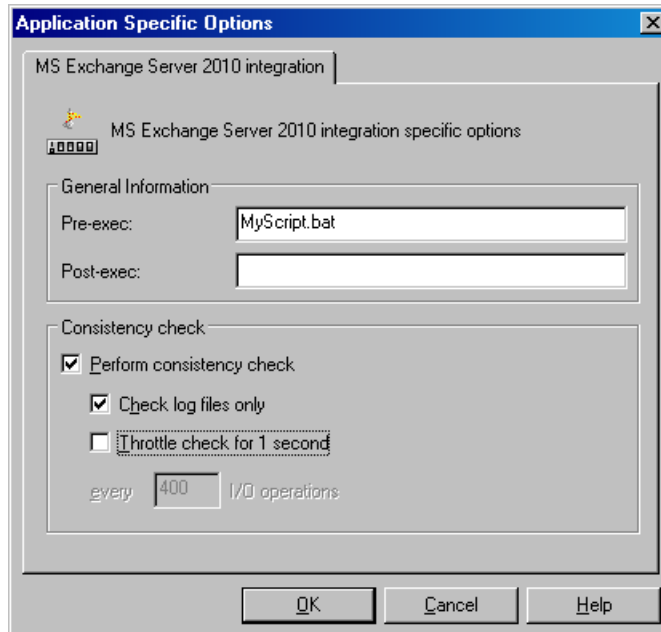 Application Specific Options
MS Exchange Server 2010 integration
MS Exchange Server 2010 integration specific options
General Information
Pre-exec: MyScript.bat
Post-exec:
Consistency check
Perform consistency check
Check log files only
Throttle check for 1 second
every 400 I/O operations
OK Cancel Help